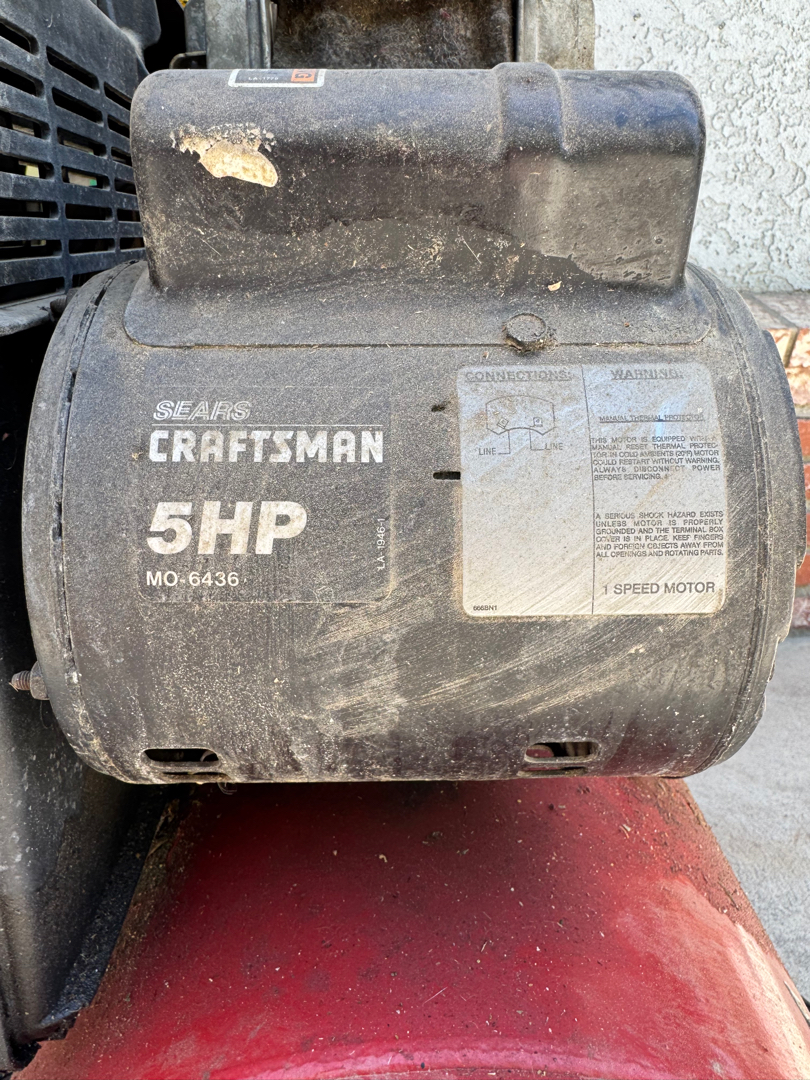 SEARS
CRAFTSMAN
5HP
MO-6436
LA-1946-1
CONNECTIONS:
LINE
LINE
666BN1
WARNING:
MANUAL THERMAL PROTECTOR
THIS MOTOR IS EQUIPPED WITH A
MANUAL RESET THERMAL PROTEC-
TOR IN COLD AMBIENTS (20°F) MOTOR
COULD RESTART WITHOUT WARNING,
ALWAYS DISCONNECT POWER
BEFORE SERVICING.
A SERIOUS SHOCK HAZARD EXISTS
UNLESS MOTOR IS PROPERLY
GROUNDED AND THE TERMINAL BOX
COVER IS IN PLACE. KEEP FINGERS
AND FOREIGN OBJECTS AWAY FROM
ALL OPENINGS AND ROTATING PARTS.
1 SPEED MOTOR